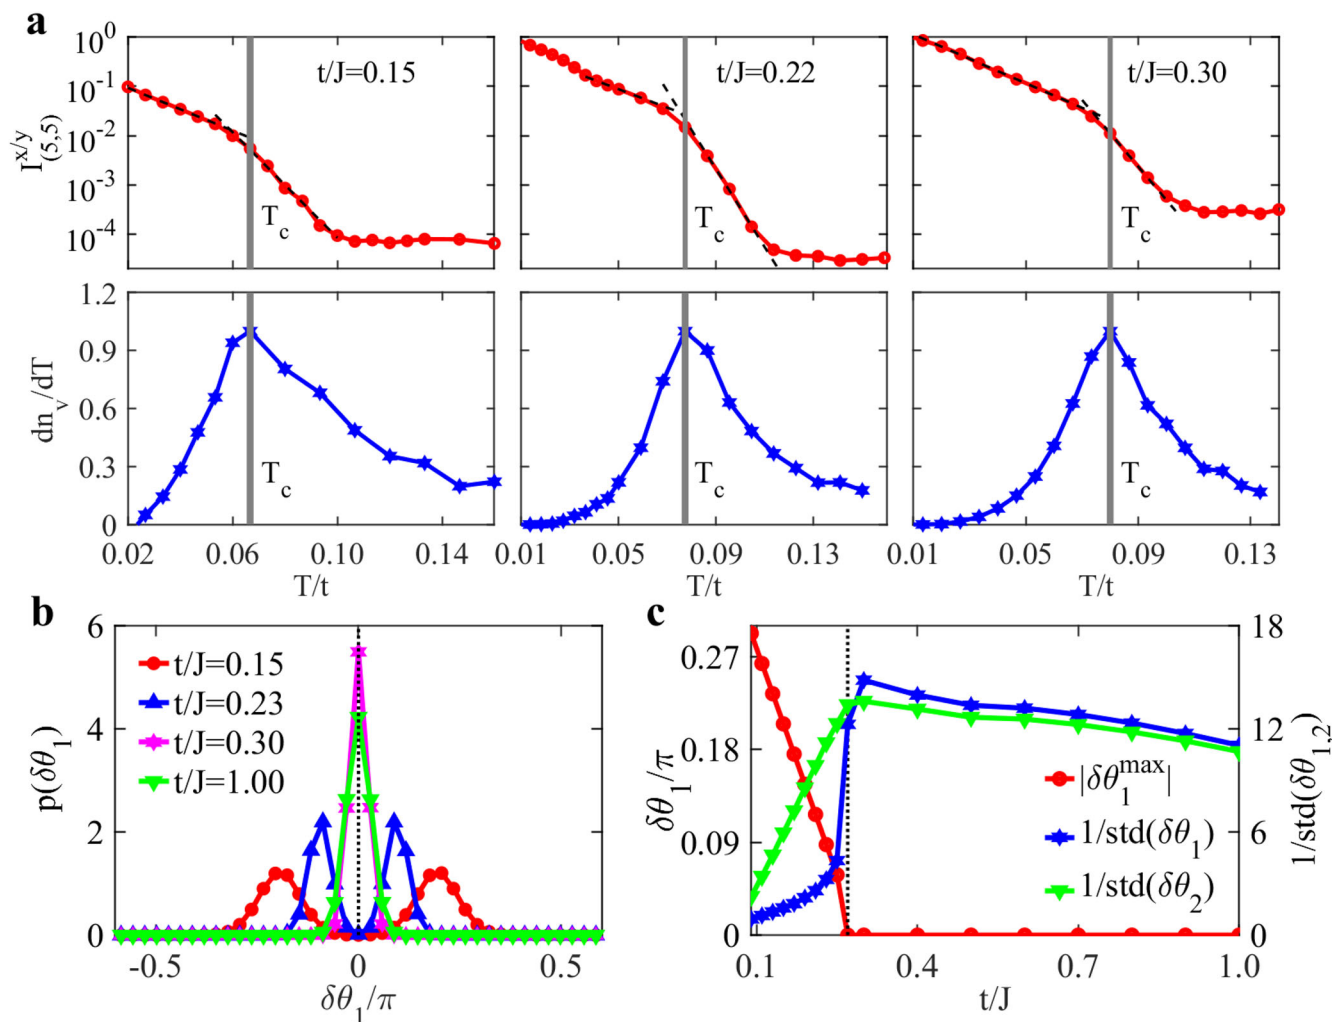 a
10^0
10^-1
10^-2
10^-3
10^-4
I^x/y_(5,5)
t/J=0.15
T_c
t/J=0.22
T_c
t/J=0.30
T_c
1.2
0.9
0.6
0.3
0
dn_v/dT
T_c
T_c
T_c
0.02 0.06 0.10 0.14
T/t
0.01 0.05 0.09 0.13
T/t
0.01 0.05 0.09 0.13
T/t
b
6
4
2
0
p(δθ_1)
t/J=0.15
t/J=0.23
t/J=0.30
t/J=1.00
-0.5 0 0.5
δθ_1/π
c
0.27
0.18
0.09
0
δθ_1/π
18
12
6
0
1/std(δθ_1,2)
|δθ_1^max|
1/std(δθ_1)
1/std(δθ_2)
0.1 0.4 0.7 1.0
t/J